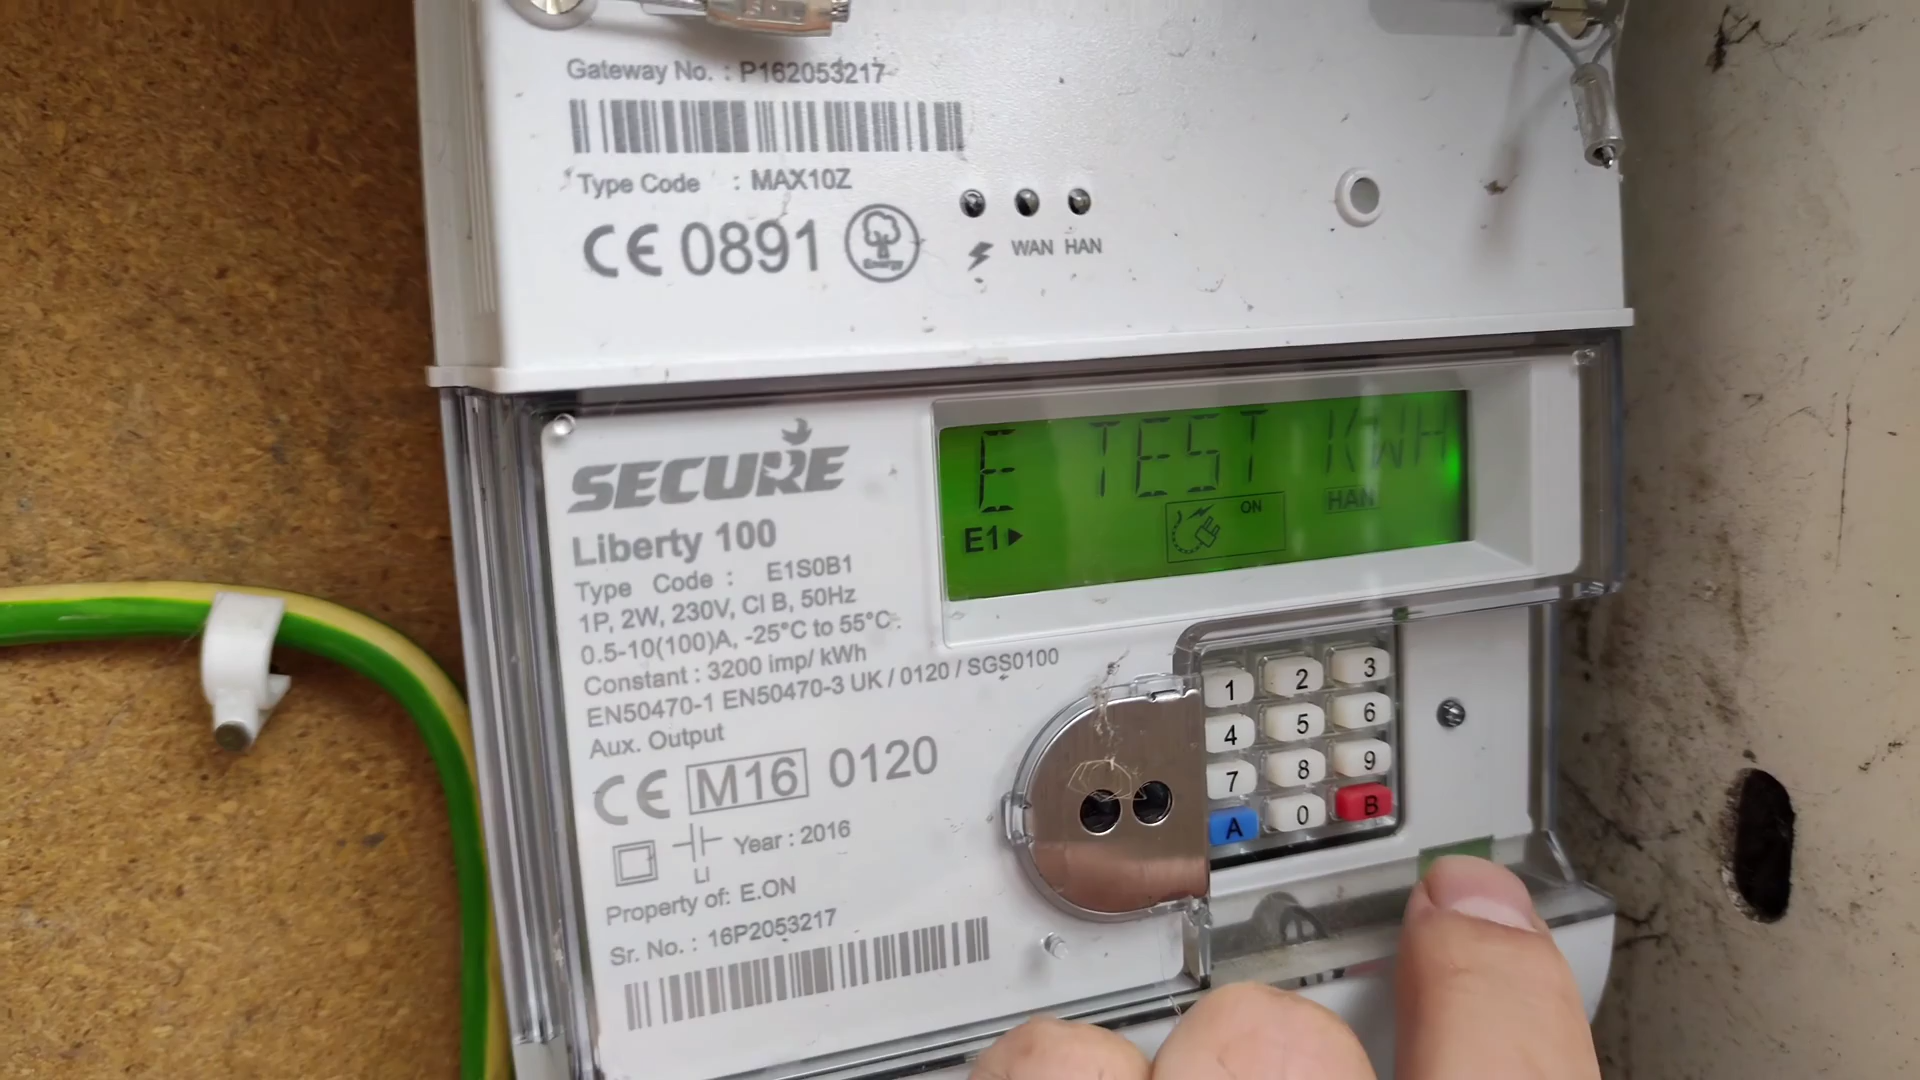 Gateway No. : P162053217
Type Code : MAX10Z
CE 0891
Energy
WAN HAN
SECURE
Liberty 100
Type Code : E1S0B1
1P, 2W, 230V, Cl B, 50Hz
0.5-10(100)A, -25°C to 55°C.
Constant : 3200 imp/ kWh
EN50470-1 EN50470-3 UK / 0120 / SGS0100
Aux. Output
CE M16 0120
Year : 2016
Property of: E.ON
Sr. No. : 16P2053217
E TEST KWH
ON
HAN
E1
1 2 3
4 5 6
7 8 9
A 0 B